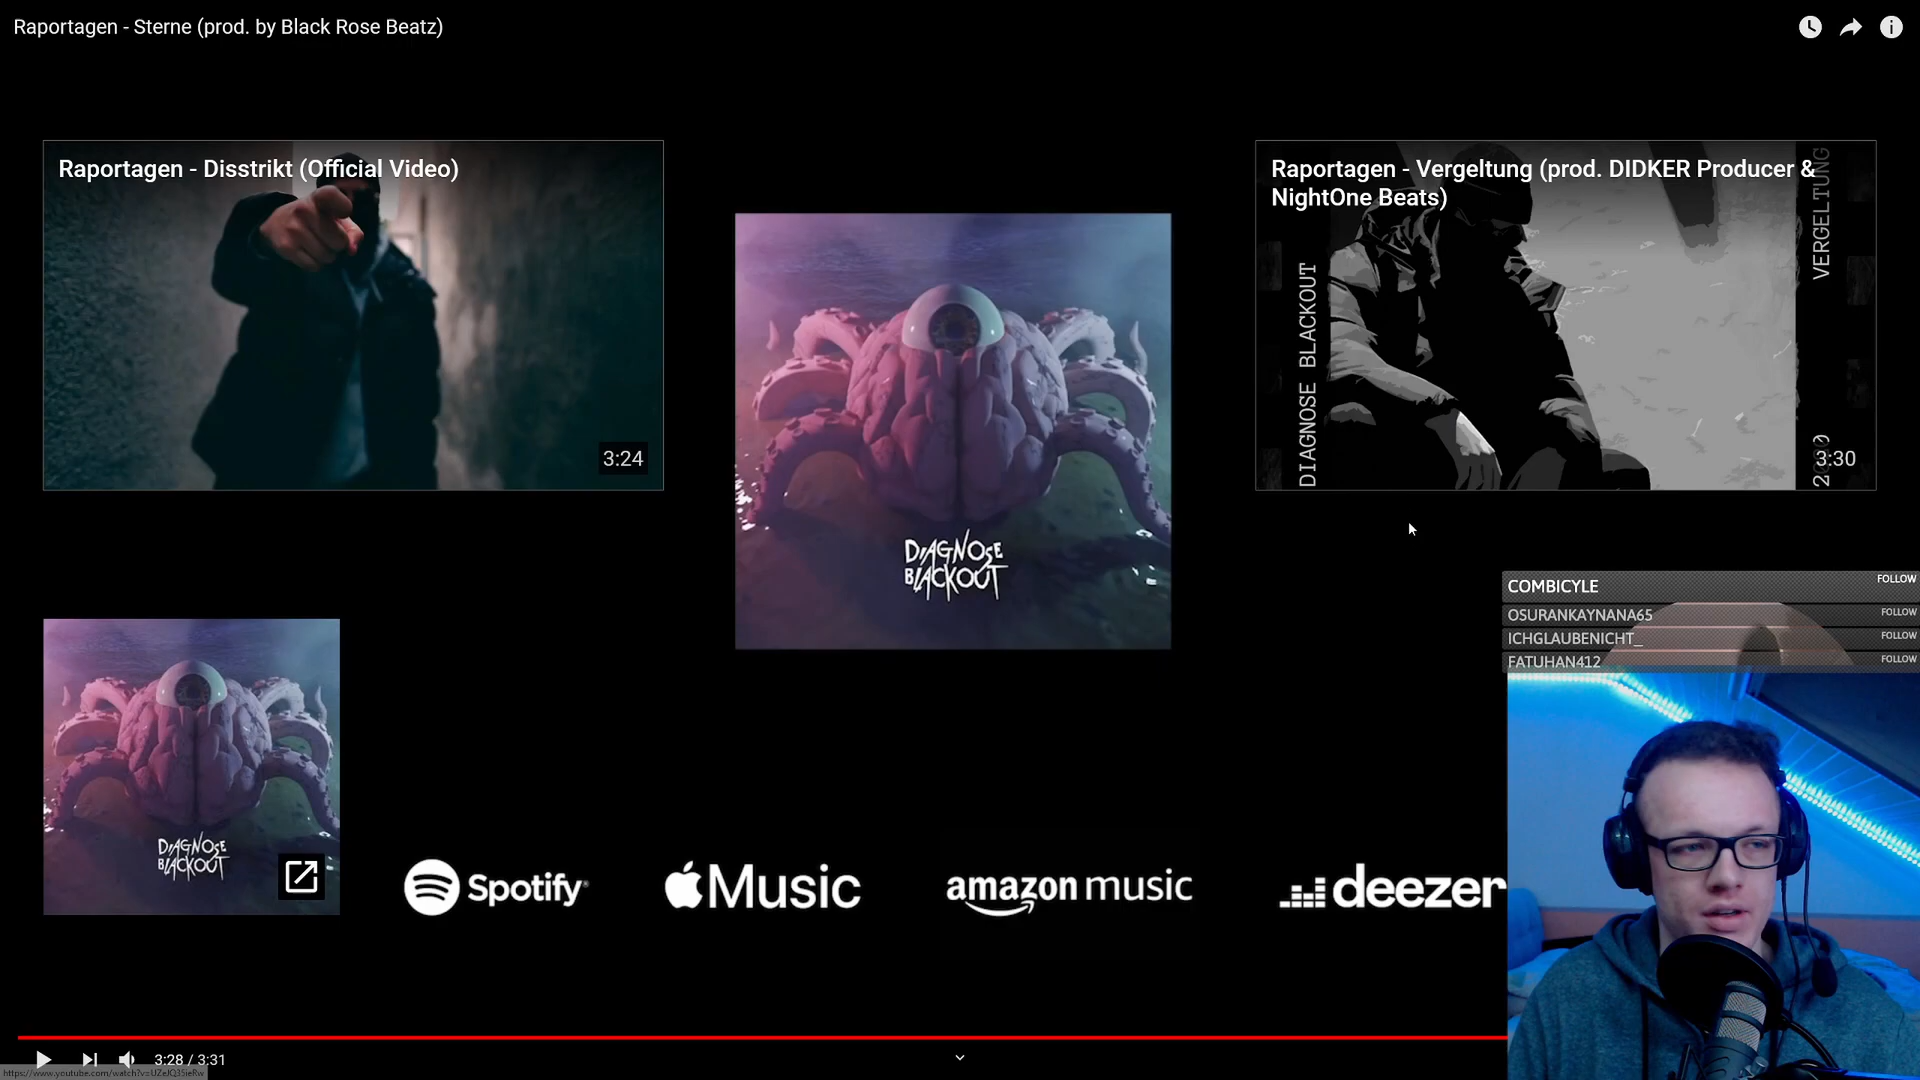 Raportagen - Sterne (prod. by Black Rose Beatz)
Raportagen - Disstrikt (Official Video)
3:24
DIAGNOSE
BLACKOUT
Raportagen - Vergeltung (prod. DIDKER Producer &
NightOne Beats)
DIAGNOSE BLACKOUT
VERGELTUNG
3:30
COMBICYLE
FOLLOW
OSURANKAYNANA65
FOLLOW
ICHGLAUBENICHT_
FOLLOW
FATUHAN412
FOLLOW
DIAGNOSE
BLACKOUT
Spotify
Music
amazon music
deezer
3:28 / 3:31